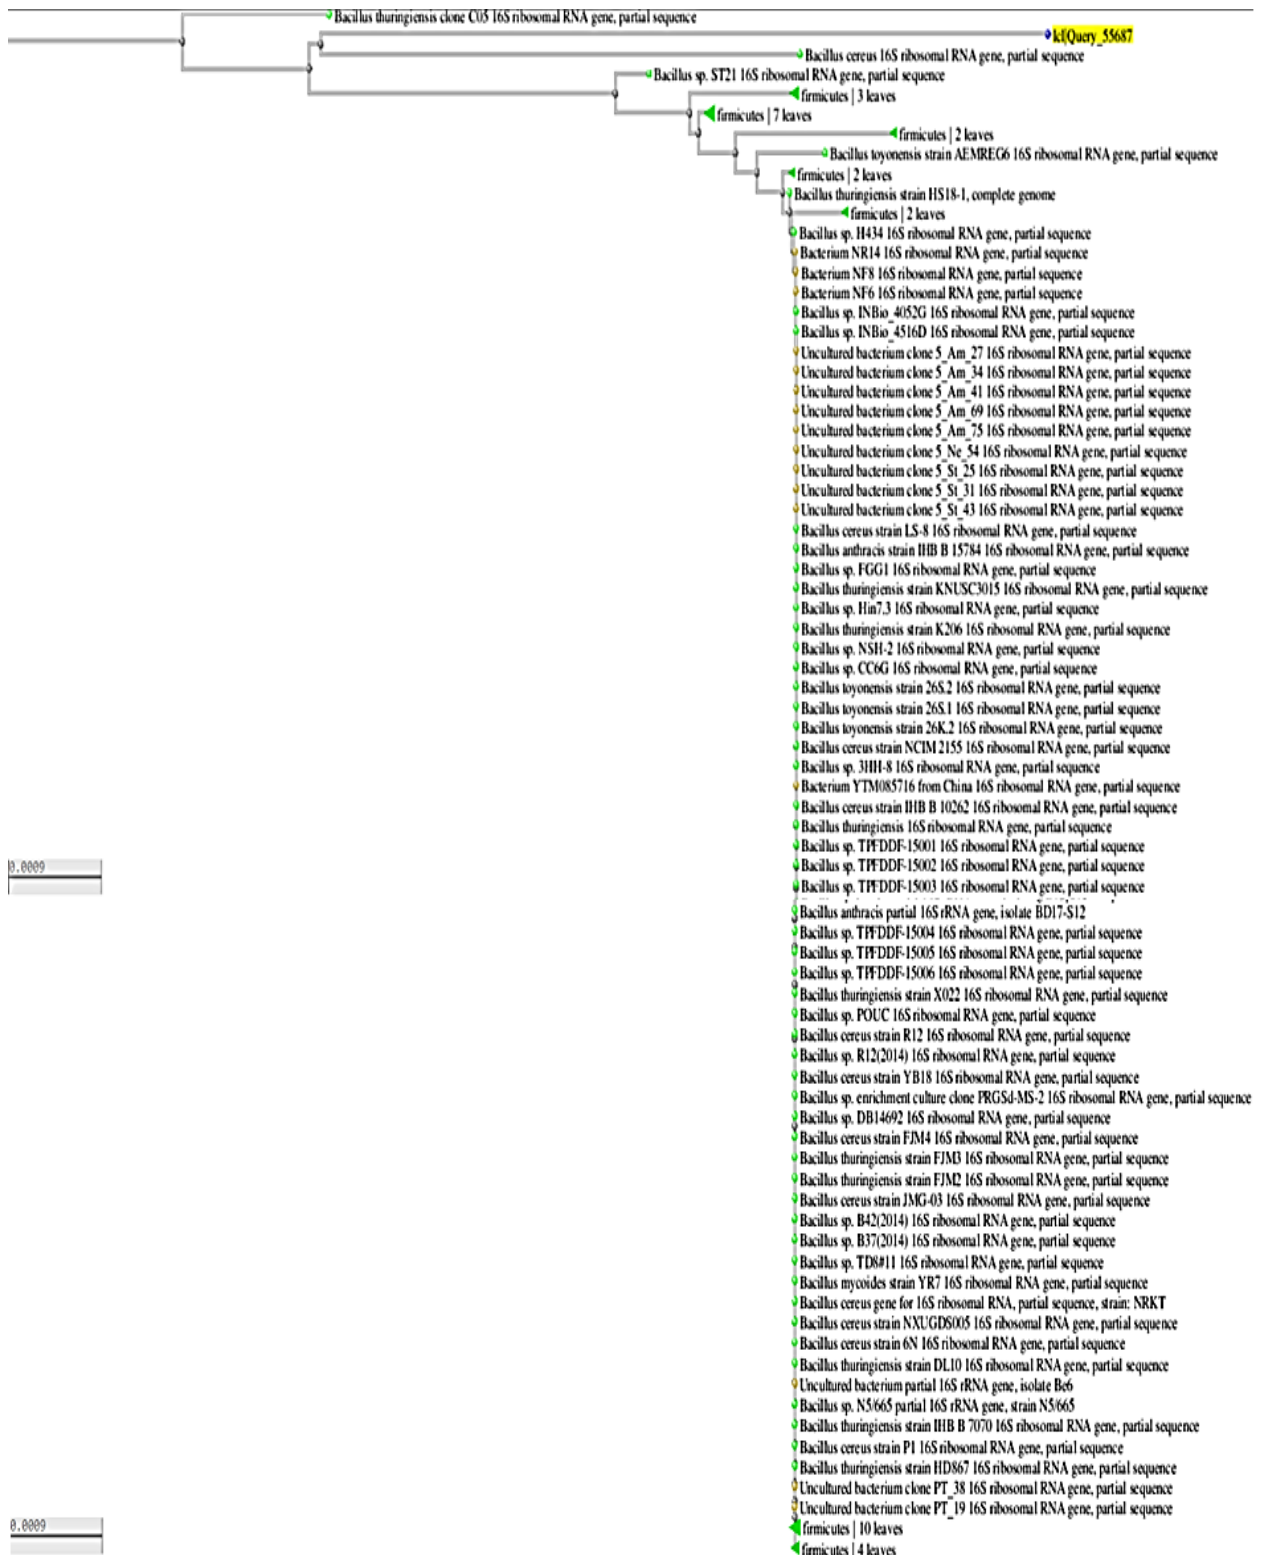 Bacillus thuringiensis clone C05 16S ribosomal RNA gene, partial sequence
lcl|Query_55687
Bacillus cereus 16S ribosomal RNA gene, partial sequence
Bacillus sp. ST21 16S ribosomal RNA gene, partial sequence
firmicutes | 3 leaves
firmicutes | 7 leaves
firmicutes | 2 leaves
Bacillus toyonensis strain AEMREG6 16S ribosomal RNA gene, partial sequence
firmicutes | 2 leaves
Bacillus thuringiensis strain HS18-1, complete genome
firmicutes | 2 leaves
Bacillus sp. H434 16S ribosomal RNA gene, partial sequence
Bacterium NR14 16S ribosomal RNA gene, partial sequence
Bacterium NF8 16S ribosomal RNA gene, partial sequence
Bacterium NF6 16S ribosomal RNA gene, partial sequence
Bacillus sp. INBio_4052G 16S ribosomal RNA gene, partial sequence
Bacillus sp. INBio_4516D 16S ribosomal RNA gene, partial sequence
Uncultured bacterium clone 5_Am_27 16S ribosomal RNA gene, partial sequence
Uncultured bacterium clone 5_Am_34 16S ribosomal RNA gene, partial sequence
Uncultured bacterium clone 5_Am_41 16S ribosomal RNA gene, partial sequence
Uncultured bacterium clone 5_Am_69 16S ribosomal RNA gene, partial sequence
Uncultured bacterium clone 5_Am_75 16S ribosomal RNA gene, partial sequence
Uncultured bacterium clone 5_Ne_54 16S ribosomal RNA gene, partial sequence
Uncultured bacterium clone 5_St_25 16S ribosomal RNA gene, partial sequence
Uncultured bacterium clone 5_St_31 16S ribosomal RNA gene, partial sequence
Uncultured bacterium clone 5_St_43 16S ribosomal RNA gene, partial sequence
Bacillus cereus strain LS-8 16S ribosomal RNA gene, partial sequence
Bacillus anthracis strain IHB B 15784 16S ribosomal RNA gene, partial sequence
Bacillus sp. FGG1 16S ribosomal RNA gene, partial sequence
Bacillus thuringiensis strain KNUSC3015 16S ribosomal RNA gene, partial sequence
Bacillus sp. Hin7.3 16S ribosomal RNA gene, partial sequence
Bacillus thuringiensis strain K206 16S ribosomal RNA gene, partial sequence
Bacillus sp. NSH-2 16S ribosomal RNA gene, partial sequence
Bacillus sp. CC6G 16S ribosomal RNA gene, partial sequence
Bacillus toyonensis strain 26S.2 16S ribosomal RNA gene, partial sequence
Bacillus toyonensis strain 26S.1 16S ribosomal RNA gene, partial sequence
Bacillus toyonensis strain 26K.2 16S ribosomal RNA gene, partial sequence
Bacillus cereus strain NCIM 2155 16S ribosomal RNA gene, partial sequence
Bacillus sp. 3HH-8 16S ribosomal RNA gene, partial sequence
Bacterium YTM085716 from China 16S ribosomal RNA gene, partial sequence
Bacillus cereus strain IHB B 10262 16S ribosomal RNA gene, partial sequence
Bacillus thuringiensis 16S ribosomal RNA gene, partial sequence
Bacillus sp. TPFDDF-15001 16S ribosomal RNA gene, partial sequence
0.0009
Bacillus sp. TPFDDF-15002 16S ribosomal RNA gene, partial sequence
Bacillus sp. TPFDDF-15003 16S ribosomal RNA gene, partial sequence
Bacillus anthracis partial 16S rRNA gene, isolate BD17-S12
Bacillus sp. TPFDDF-15004 16S ribosomal RNA gene, partial sequence
Bacillus sp. TPFDDF-15005 16S ribosomal RNA gene, partial sequence
Bacillus sp. TPFDDF-15006 16S ribosomal RNA gene, partial sequence
Bacillus thuringiensis strain X022 16S ribosomal RNA gene, partial sequence
Bacillus sp. POUC 16S ribosomal RNA gene, partial sequence
Bacillus cereus strain R12 16S ribosomal RNA gene, partial sequence
Bacillus sp. R12(2014) 16S ribosomal RNA gene, partial sequence
Bacillus cereus strain YB18 16S ribosomal RNA gene, partial sequence
Bacillus sp. enrichment culture clone PRGSd-MS-2 16S ribosomal RNA gene, partial sequence
Bacillus sp. DB14692 16S ribosomal RNA gene, partial sequence
Bacillus cereus strain FJM4 16S ribosomal RNA gene, partial sequence
Bacillus thuringiensis strain FJM3 16S ribosomal RNA gene, partial sequence
Bacillus thuringiensis strain FJM2 16S ribosomal RNA gene, partial sequence
Bacillus cereus strain JMG-03 16S ribosomal RNA gene, partial sequence
Bacillus sp. B42(2014) 16S ribosomal RNA gene, partial sequence
Bacillus sp. B37(2014) 16S ribosomal RNA gene, partial sequence
Bacillus sp. TD8#11 16S ribosomal RNA gene, partial sequence
Bacillus mycoides strain YR7 16S ribosomal RNA gene, partial sequence
Bacillus cereus gene for 16S ribosomal RNA, partial sequence, strain: NRKT
Bacillus cereus strain NXUGDS005 16S ribosomal RNA gene, partial sequence
Bacillus cereus strain 6N 16S ribosomal RNA gene, partial sequence
Bacillus thuringiensis strain DL10 16S ribosomal RNA gene, partial sequence
Uncultured bacterium partial 16S rRNA gene, isolate Be6
Bacillus sp. N5/665 partial 16S rRNA gene, strain N5/665
Bacillus thuringiensis strain IHB B 7070 16S ribosomal RNA gene, partial sequence
Bacillus cereus strain P1 16S ribosomal RNA gene, partial sequence
Bacillus thuringiensis strain HD867 16S ribosomal RNA gene, partial sequence
Uncultured bacterium clone PT_38 16S ribosomal RNA gene, partial sequence
Uncultured bacterium clone PT_19 16S ribosomal RNA gene, partial sequence
0.0009
firmicutes | 10 leaves
firmicutes | 4 leaves